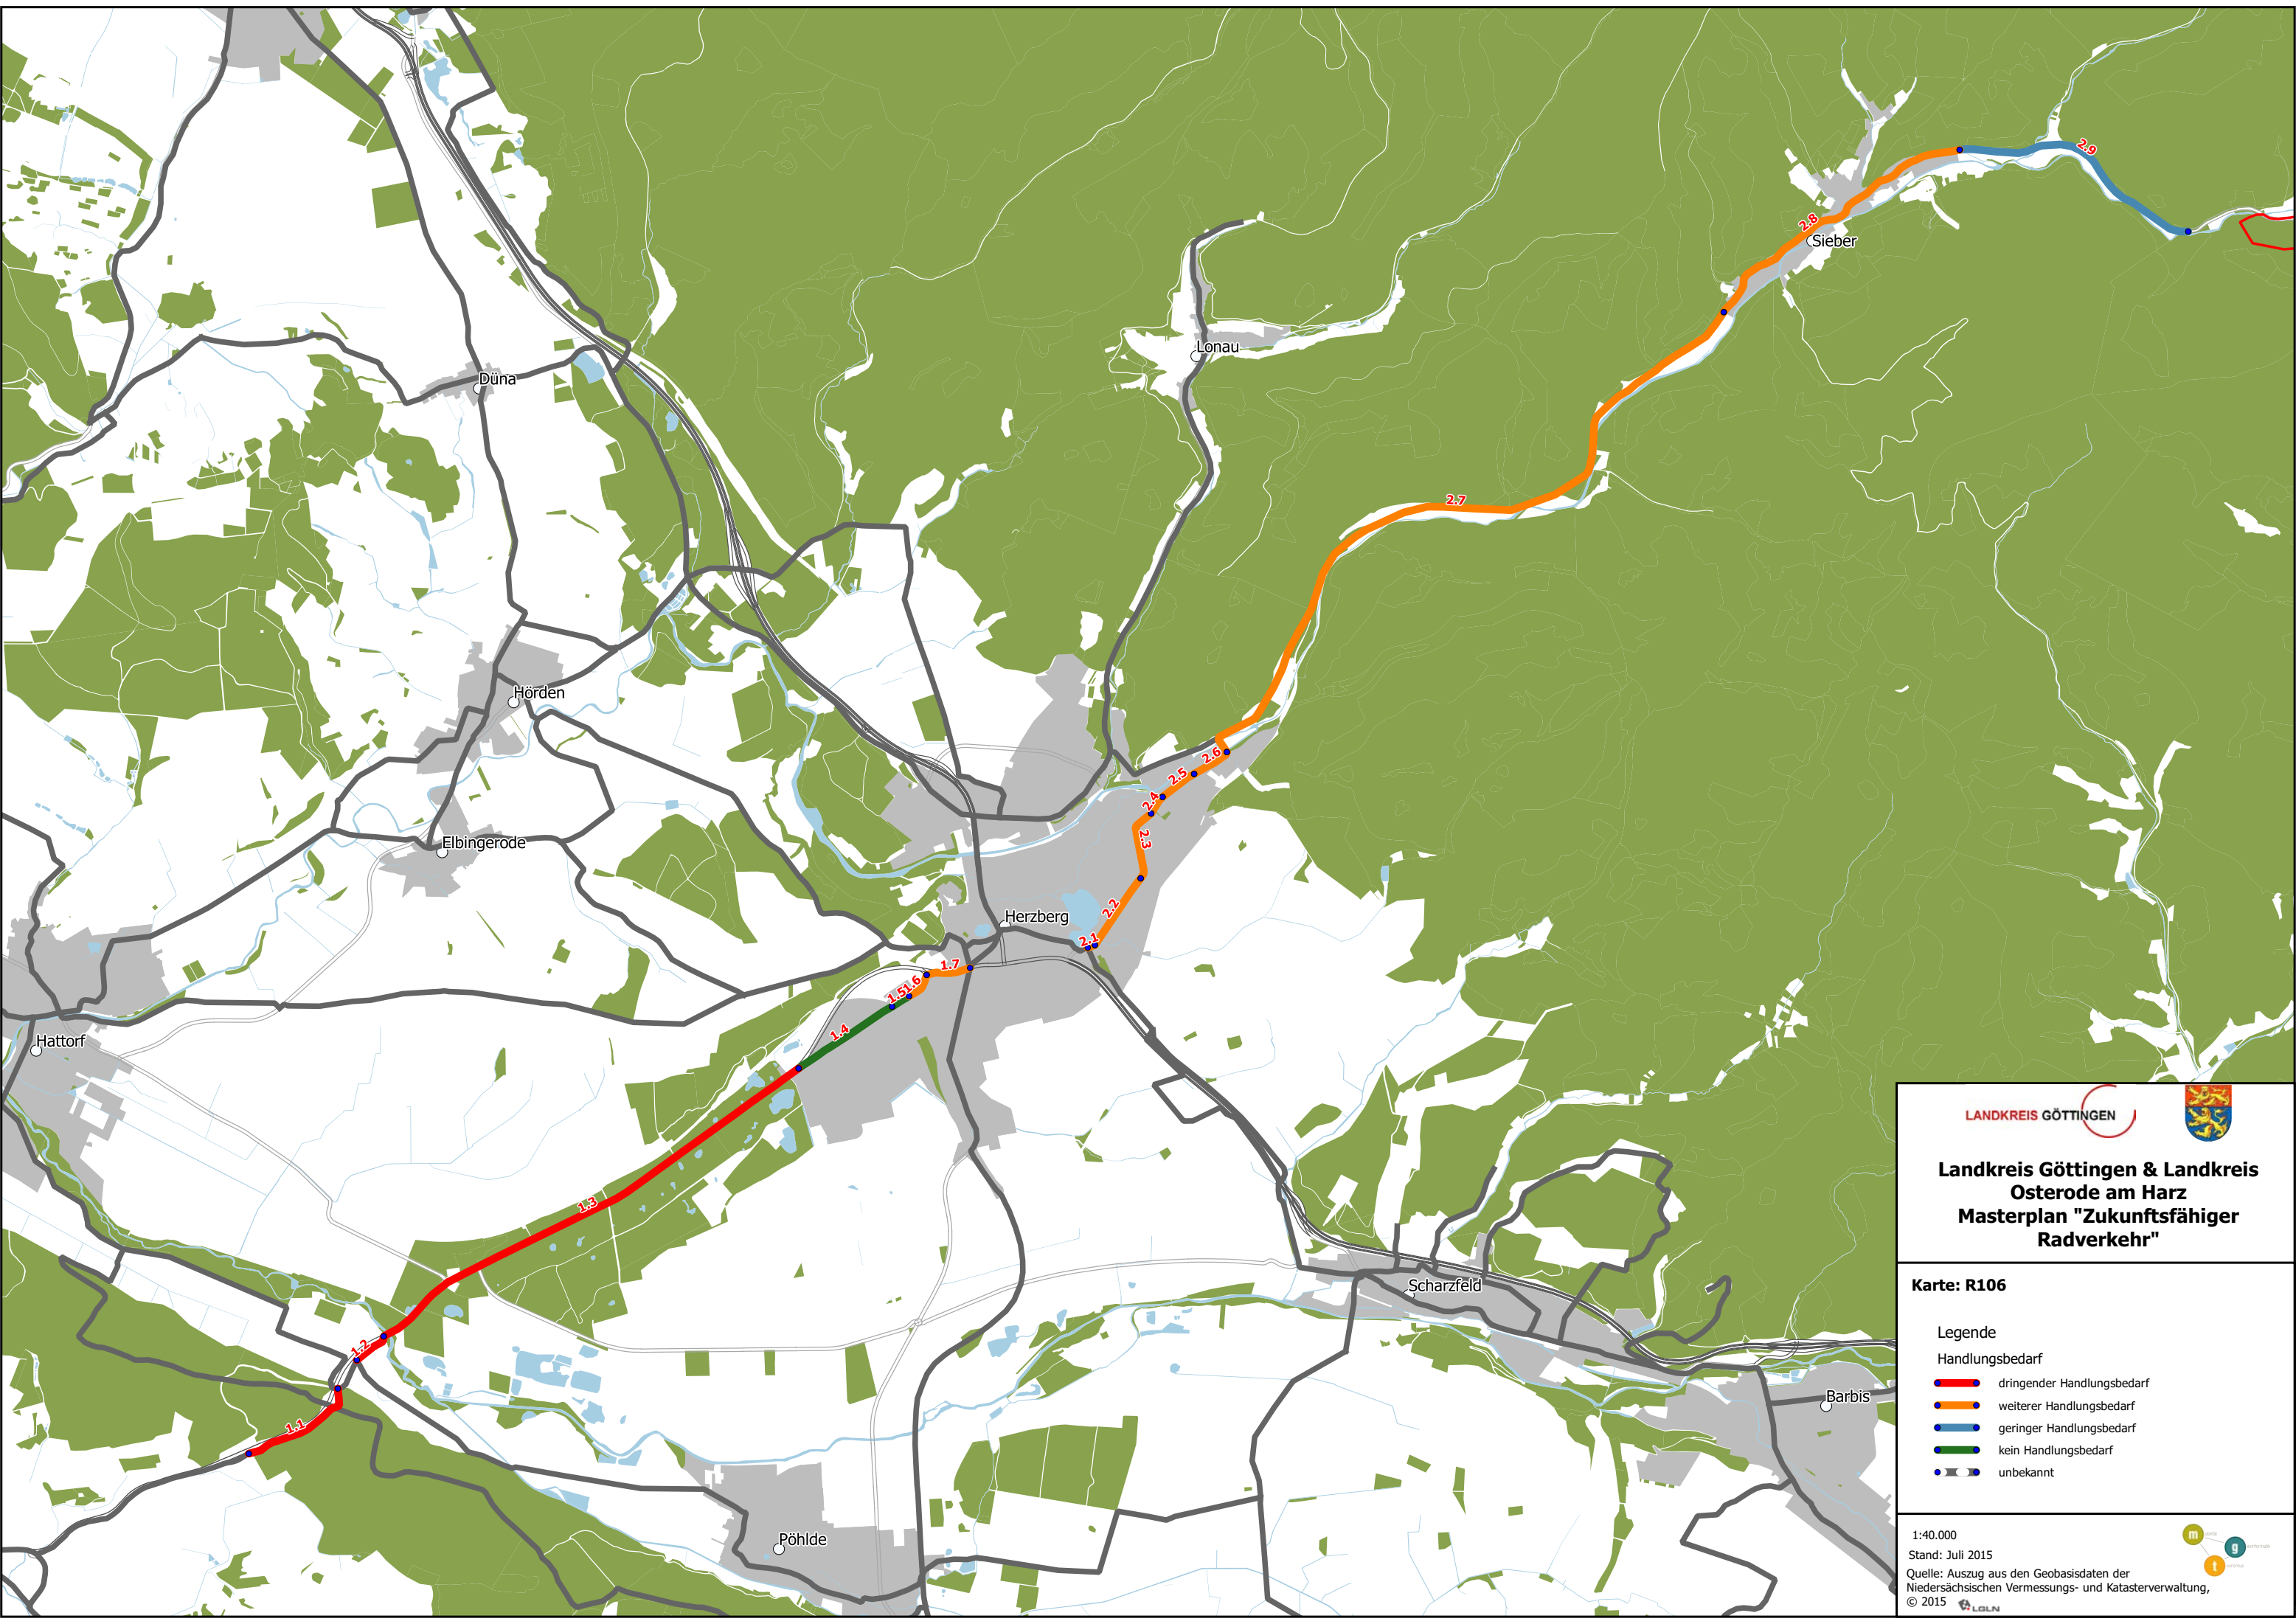 2.9
2.8
Sieber
Lonau
Düna
2.7
Hörden
2.6
2.5
2.4
2.3
Elbingerode
2.2
Herzberg
2.1
1.7
1.6
1.5
1.4
Hattorf
1.3
Scharzfeld
1.2
Barbis
1.1
Pöhlde
LANDKREIS GÖTTINGEN
Landkreis Göttingen & Landkreis
Osterode am Harz
Masterplan "Zukunftsfähiger
Radverkehr"
Karte: R106
Legende
Handlungsbedarf
dringender Handlungsbedarf
weiterer Handlungsbedarf
geringer Handlungsbedarf
kein Handlungsbedarf
unbekannt
1:40.000
Stand: Juli 2015
Quelle: Auszug aus den Geobasisdaten der
Niedersächsischen Vermessungs- und Katasterverwaltung,
© 2015 LGLN
m
g
t